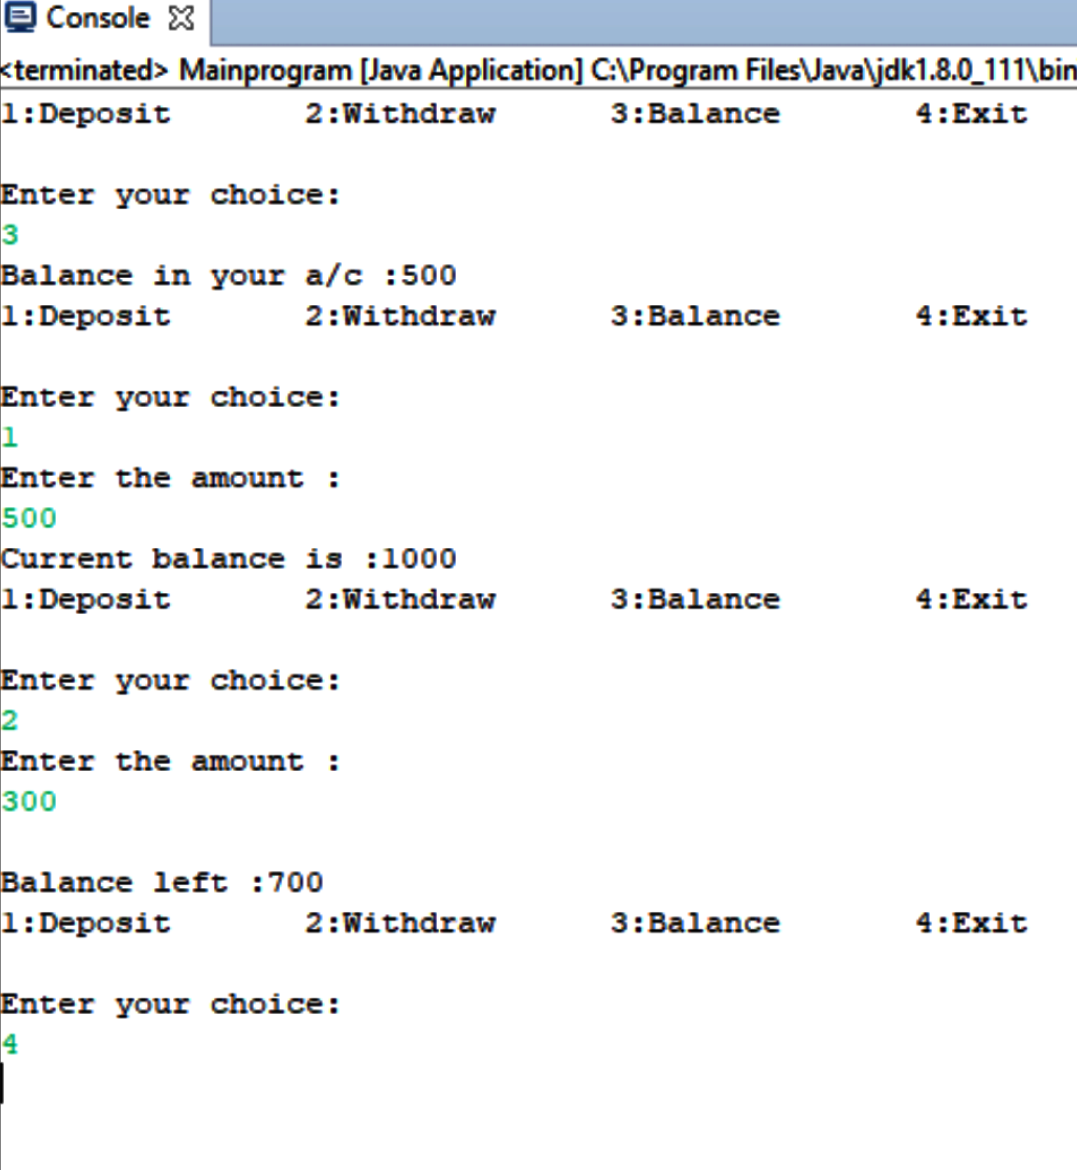 Console
<terminated> Mainprogram [Java Application] C:\Program Files\Java\jdk1.8.0_111\bin
1:Deposit 2:Withdraw 3:Balance 4:Exit
Enter your choice:
3
Balance in your a/c :500
1:Deposit 2:Withdraw 3:Balance 4:Exit
Enter your choice:
1
Enter the amount :
500
Current balance is :1000
1:Deposit 2:Withdraw 3:Balance 4:Exit
Enter your choice:
2
Enter the amount :
300
Balance left :700
1:Deposit 2:Withdraw 3:Balance 4:Exit
Enter your choice:
4